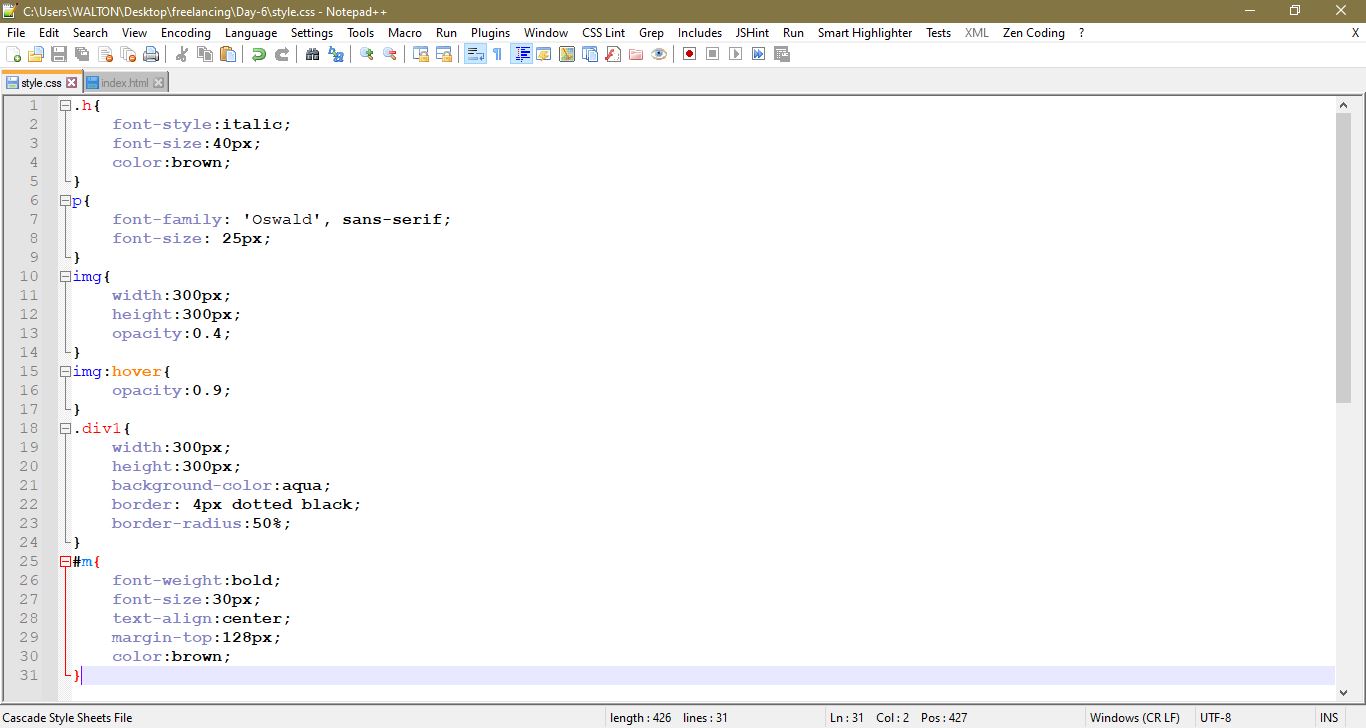 C:\Users\WALTON\Desktop\freelancing\Day-6\style.css - Notepad++
File Edit Search View Encoding Language Settings Tools Macro Run Plugins Window CSS Lint Grep Includes JSHint Run Smart Highlighter Tests XML Zen Coding ? X
style.css index.html
1 .h{
2 font-style:italic;
3 font-size:40px;
4 color:brown;
5 }
6 p{
7 font-family: 'Oswald', sans-serif;
8 font-size: 25px;
9 }
10 img{
11 width:300px;
12 height:300px;
13 opacity:0.4;
14 }
15 img:hover{
16 opacity:0.9;
17 }
18 .div1{
19 width:300px;
20 height:300px;
21 background-color:aqua;
22 border: 4px dotted black;
23 border-radius:50%;
24 }
25 #m{
26 font-weight:bold;
27 font-size:30px;
28 text-align:center;
29 margin-top:128px;
30 color:brown;
31 }
Cascade Style Sheets File length : 426 lines : 31 Ln : 31 Col : 2 Pos : 427 Windows (CR LF) UTF-8 INS